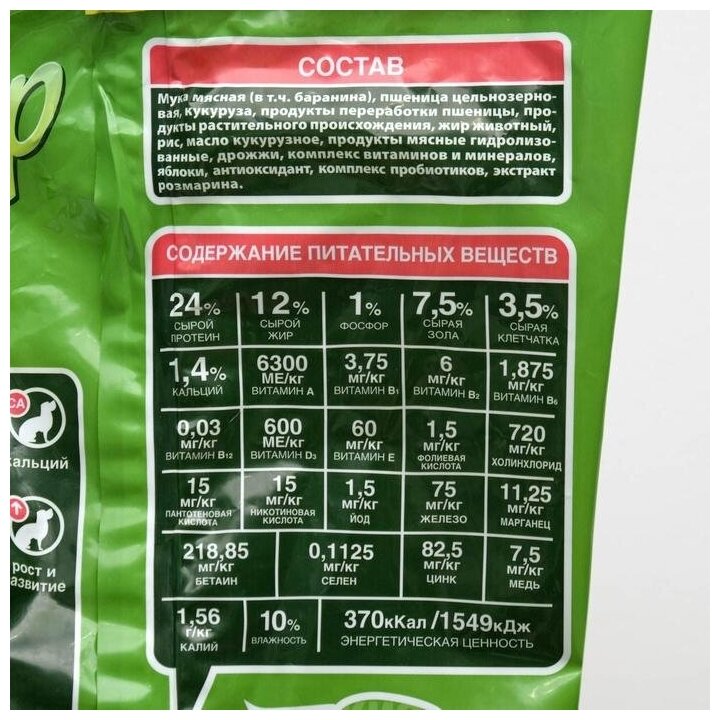 р
СОСТАВ
Мука мясная (в т.ч. баранина), пшеница цельнозерно-
вая, кукуруза, продукты переработки пшеницы, про-
дукты растительного происхождения, жир животный,
рис, масло кукурузное, продукты мясные гидролизо-
ванные, дрожжи, комплекс витаминов и минералов,
яблоки, антиоксидант, комплекс пробиотиков, экстракт
розмарина.
СОДЕРЖАНИЕ ПИТАТЕЛЬНЫХ ВЕЩЕСТВ
24% 12% 1% 7,5% 3,5%
СЫРОЙ СЫРОЙ ФОСФОР СЫРАЯ СЫРАЯ
ПРОТЕИН ЖИР ЗОЛА КЛЕТЧАТКА
1,4% 6300 3,75 6 1,875
МЕ/кг мг/кг мг/кг мг/кг
КАЛЬЦИЙ ВИТАМИН A ВИТАМИН B1 ВИТАМИН B2 ВИТАМИН B6
0,03 600 60 1,5 720
мг/кг МЕ/кг мг/кг мг/кг мг/кг
ВИТАМИН B12 ВИТАМИН D3 ВИТАМИН E ФОЛИЕВАЯ КИСЛОТА ХОЛИНХЛОРИД
15 15 1,5 75 11,25
мг/кг мг/кг мг/кг мг/кг мг/кг
ПАНТОТЕНОВАЯ НИКОТИНОВАЯ ЙОД ЖЕЛЕЗО МАРГАНЕЦ
КИСЛОТА КИСЛОТА
218,85 0,1125 82,5 7,5
мг/кг мг/кг мг/кг мг/кг
БЕТАИН СЕЛЕН ЦИНК МЕДЬ
1,56 10% 370кКал/1549кДж
г/кг ВЛАЖНОСТЬ ЭНЕРГЕТИЧЕСКАЯ ЦЕННОСТЬ
КАЛИЙ
CA
кальций
рост и
развитие